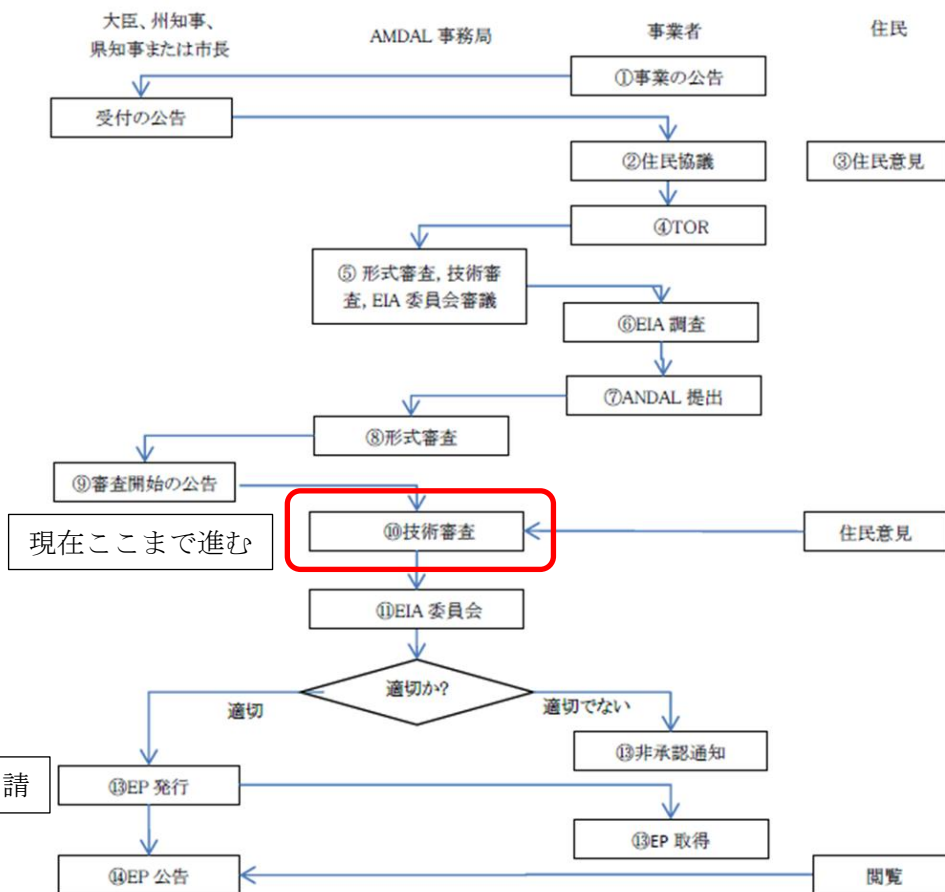 大臣、州知事、
県知事または市長
AMDAL 事務局
事業者
住民
①事業の公告
受付の公告
②住民協議
③住民意見
④TOR
⑤ 形式審査, 技術審
査, EIA 委員会審議
⑥EIA 調査
⑦ANDAL 提出
⑧形式審査
⑨審査開始の公告
現在ここまで進む
⑩技術審査
住民意見
⑪EIA 委員会
適切か?
適切
適切でない
⑬非承認通知
請
⑬EP 発行
⑬EP 取得
⑭EP 公告
閲覧